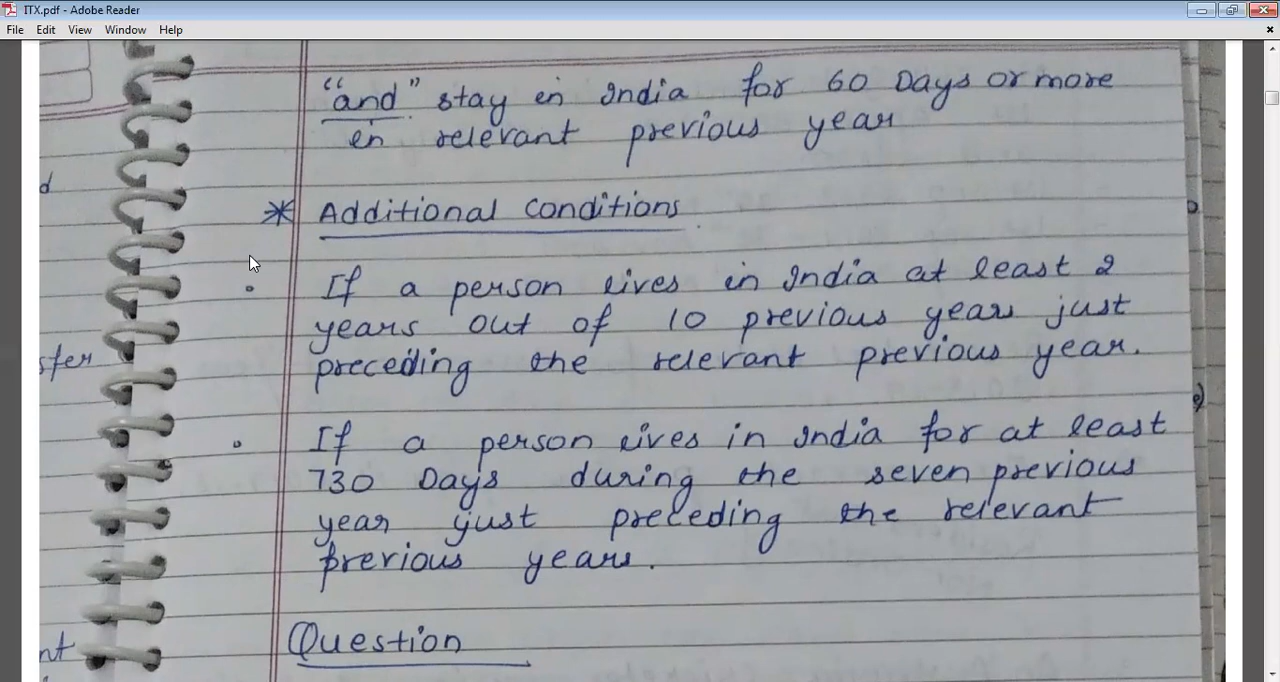 ITX.pdf - Adobe Reader
File Edit View Window Help
"and" stay in India for 60 Days or more
in relevant previous year
* Additional Conditions
• If a person lives in India at least 2
years out of 10 previous years just
preceding the relevant previous year.
• If a person lives in India for at least
730 Days during the seven previous
year just preceding the relevant
previous years.
Question
d
sfer
nt